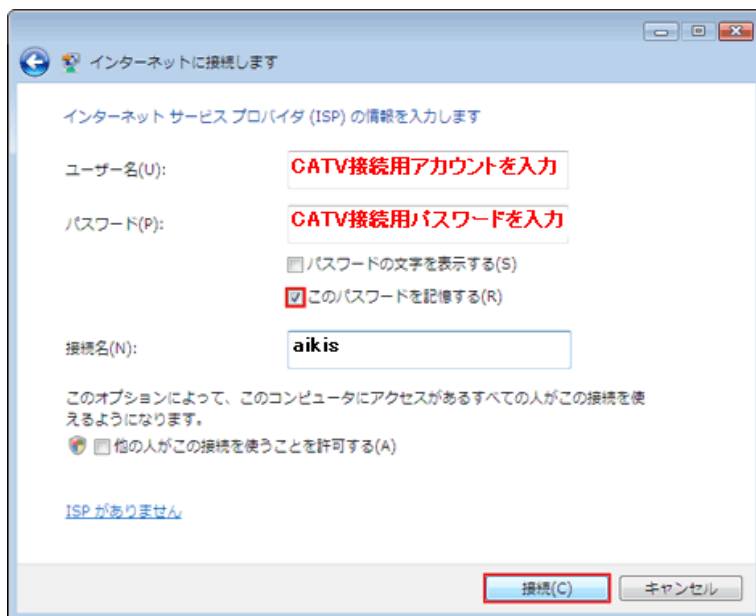 インターネットに接続します
インターネット サービス プロバイダ (ISP) の情報を入力します
ユーザー名(U):
CATV接続用アカウントを入力
パスワード(P):
CATV接続用パスワードを入力
パスワードの文字を表示する(S)
このパスワードを記憶する(R)
接続名(N):
aikis
このオプションによって、このコンピュータにアクセスがあるすべての人がこの接続を使
えるようになります。
他の人がこの接続を使うことを許可する(A)
ISP がありません
接続(C)
キャンセル